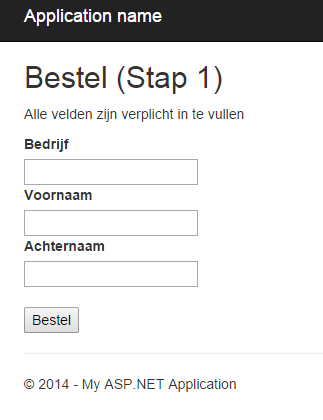 Application name
Bestel (Stap 1)
Alle velden zijn verplicht in te vullen
Bedrijf
Voornaam
Achternaam
Bestel
© 2014 - My ASP.NET Application